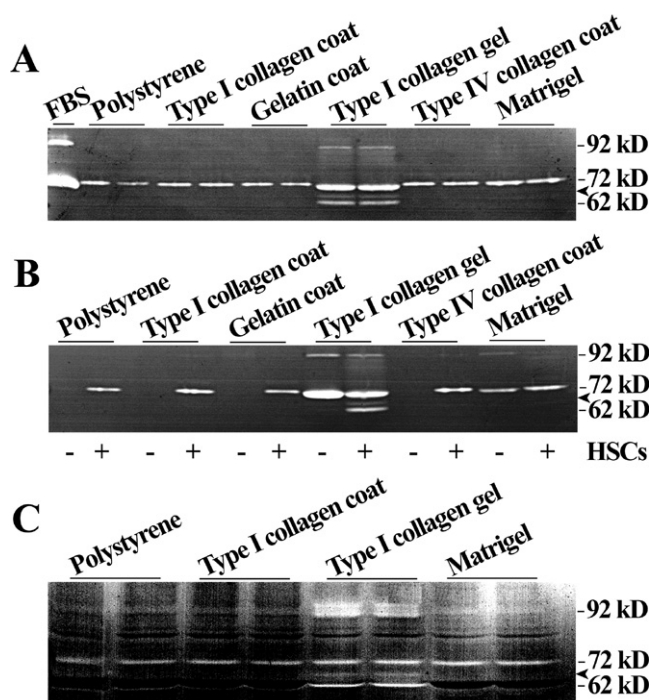 A
FBS
Polystyrene
Type I collagen coat
Gelatin coat
Type I collagen gel
Type IV collagen coat
Matrigel
92 kD
72 kD
62 kD
B
Polystyrene
Type I collagen coat
Gelatin coat
Type I collagen gel
Type IV collagen coat
Matrigel
92 kD
72 kD
62 kD
- + - + - + - + - + - + HSCs
C
Polystyrene
Type I collagen coat
Type I collagen gel
Matrigel
92 kD
72 kD
62 kD